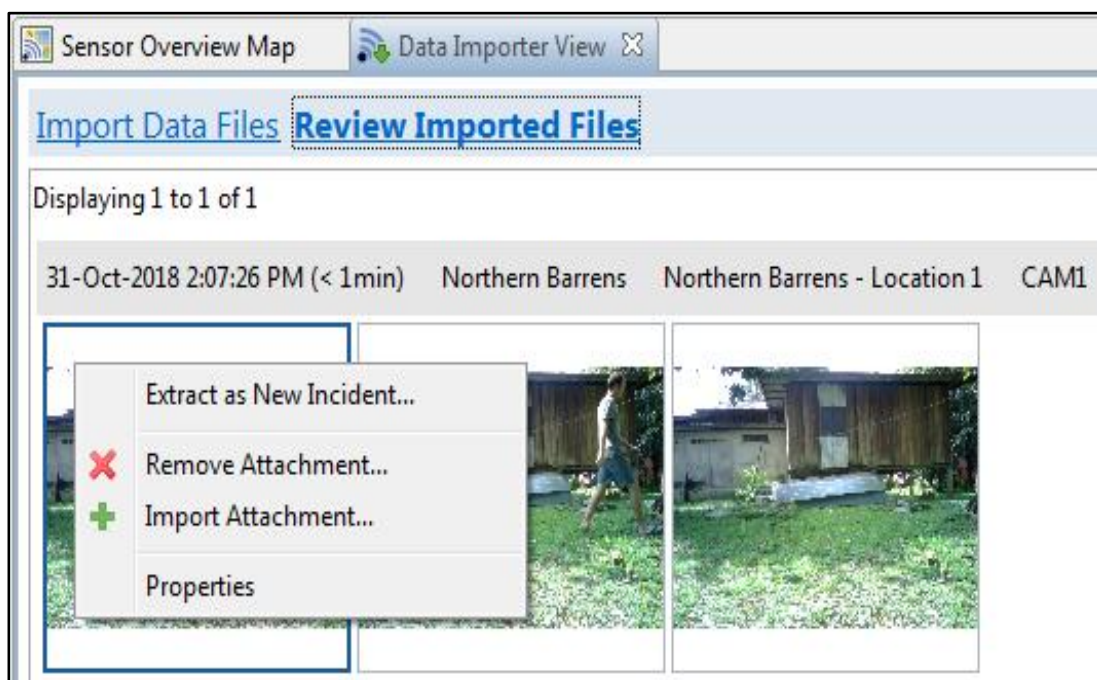 Sensor Overview Map Data Importer View
Import Data Files Review Imported Files
Displaying 1 to 1 of 1
31-Oct-2018 2:07:26 PM (< 1min) Northern Barrens Northern Barrens - Location 1 CAM1
Extract as New Incident...
Remove Attachment...
Import Attachment...
Properties